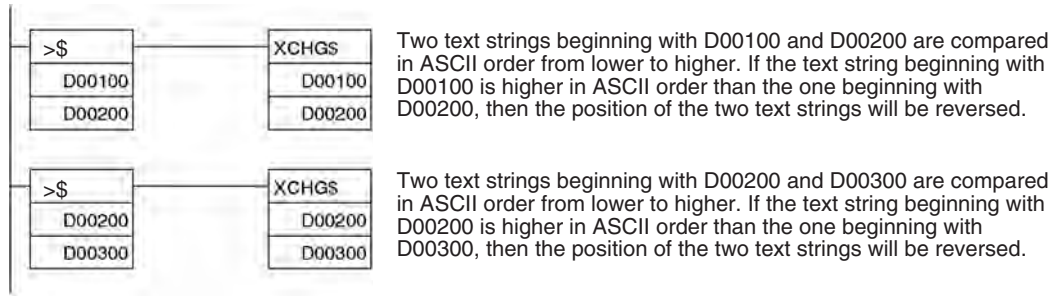 >$ XCHG$ Two text strings beginning with D00100 and D00200 are compared
D00100 D00100 in ASCII order from lower to higher. If the text string beginning with
D00200 D00200 D00100 is higher in ASCII order than the one beginning with
D00200, then the position of the two text strings will be reversed.
>$ XCHG$ Two text strings beginning with D00200 and D00300 are compared
D00200 D00200 in ASCII order from lower to higher. If the text string beginning with
D00300 D00300 D00200 is higher in ASCII order than the one beginning with
D00300, then the position of the two text strings will be reversed.